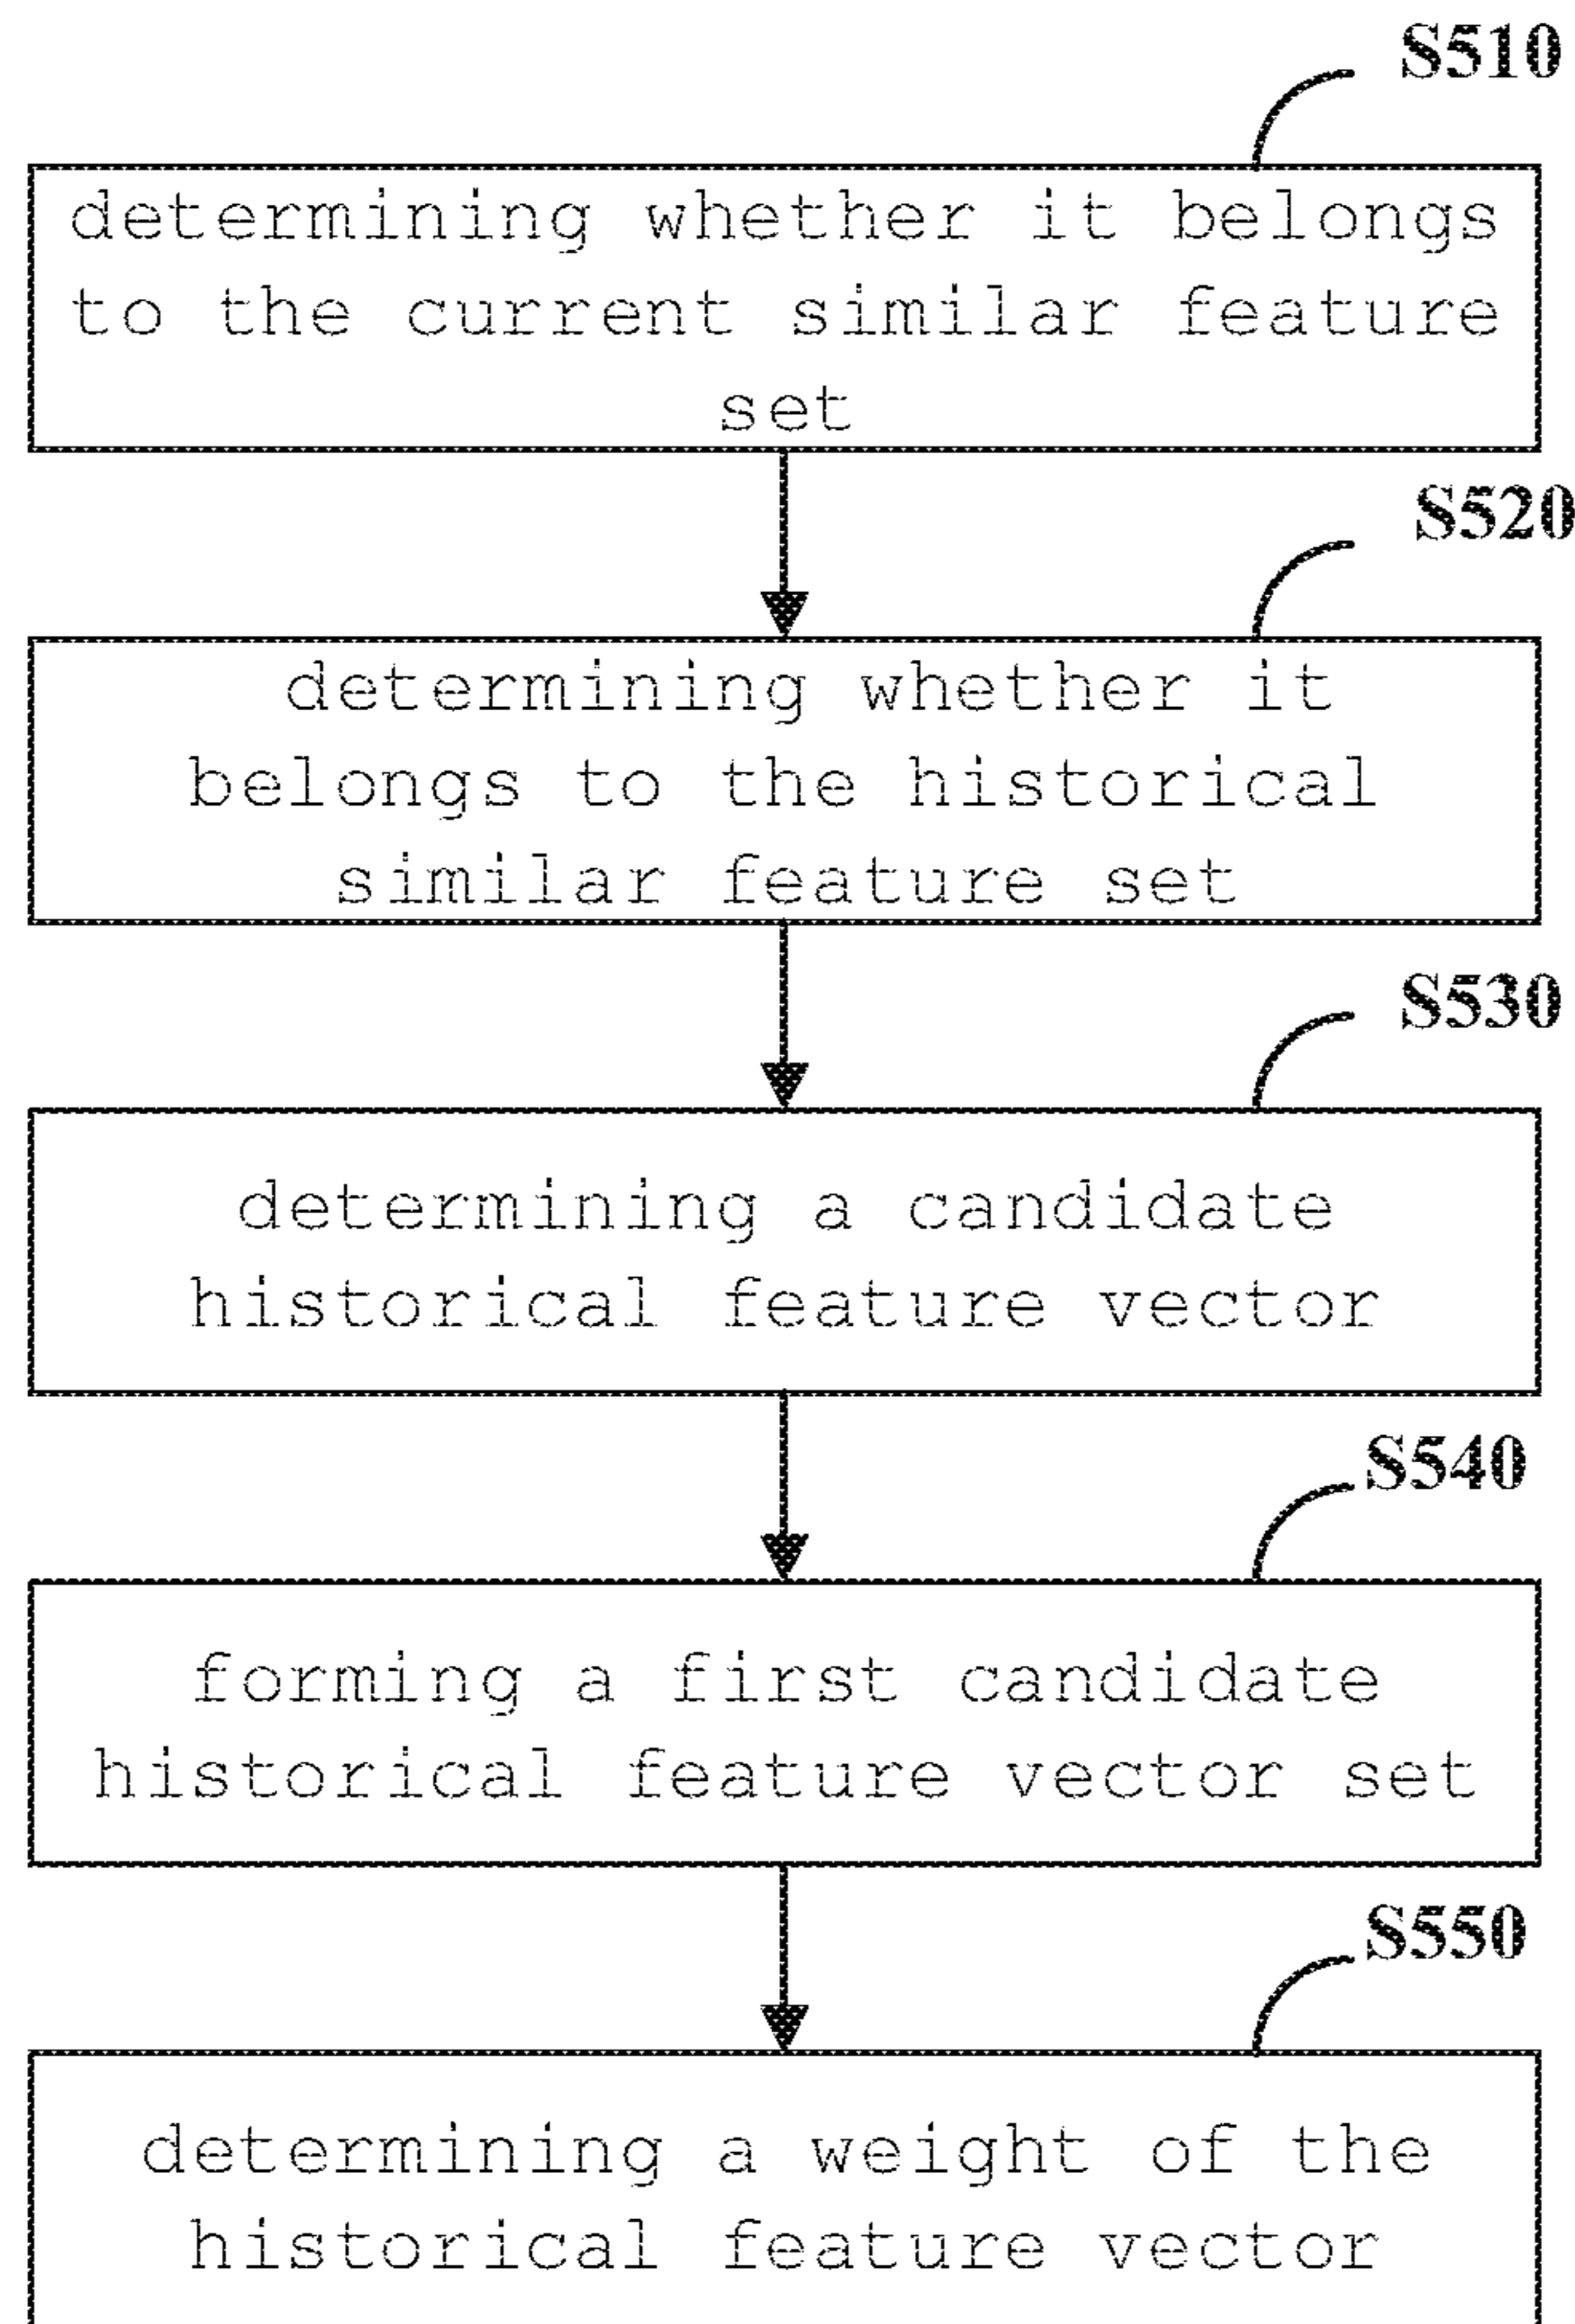 S510
determining whether it belongs
to the current similar feature
set
S520
determining whether it
belongs to the historical
similar feature set
S530
determining a candidate
historical feature vector
S540
forming a first candidate
historical feature vector set
S550
determining a weight of the
historical feature vector